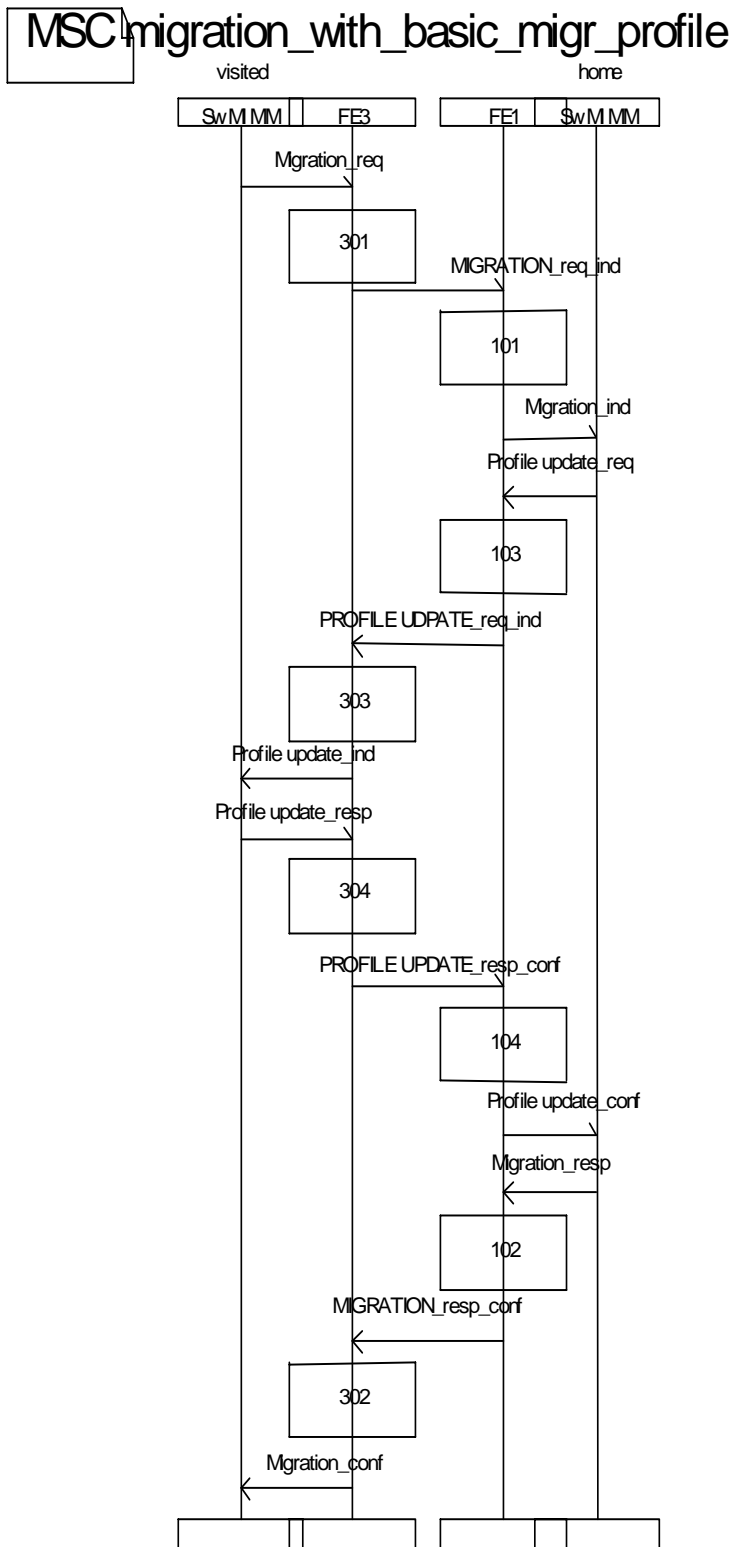 MSC migration_with_basic_migr_profile
visited home
SwMI MM FE3 FE1 SwMI MM
Migration_req
301
MIGRATION_req_ind
101
Migration_ind
Profile update_req
103
PROFILE UDPATE_req_ind
303
Profile update_ind
Profile update_resp
304
PROFILE UPDATE_resp_conf
104
Profile update_conf
Migration_resp
102
MIGRATION_resp_conf
302
Migration_conf